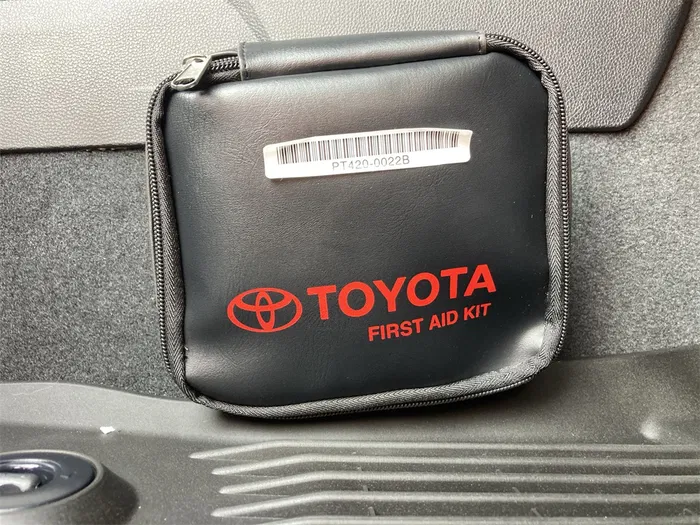 PT420-0022B
TOYOTA
FIRST AID KIT